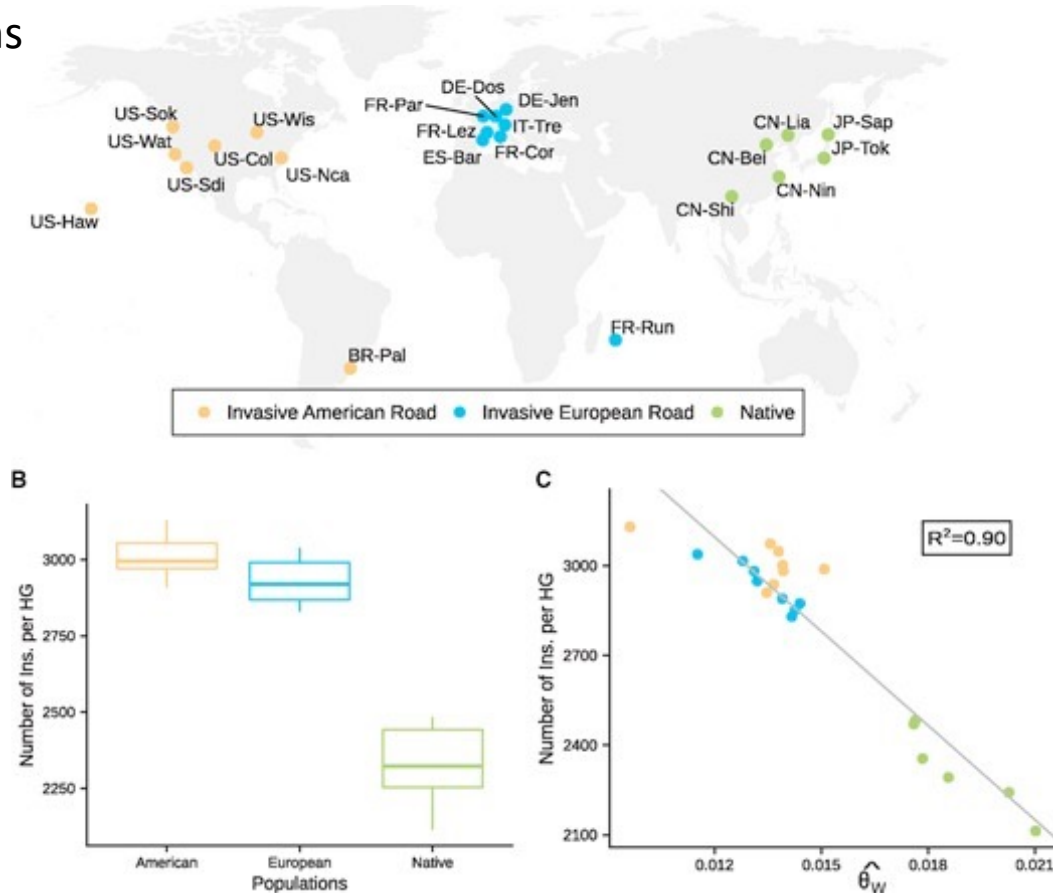 US-Sok
US-Wis
US-Wat
US-Col
US-Nca
US-Sdi
US-Haw
BR-Pal
DE-Dos
DE-Jen
FR-Par
IT-Tre
FR-Lez
FR-Cor
ES-Bar
FR-Run
CN-Lia
JP-Sap
CN-Bei
JP-Tok
CN-Nin
CN-Shi
Invasive American Road
Invasive European Road
Native
B
Number of Ins. per HG
3000
2750
2500
2250
American
European
Native
Populations
C
Number of Ins. per HG
3000
2700
2400
2100
R²=0.90
0.012
0.015
0.018
0.021
θ̂w